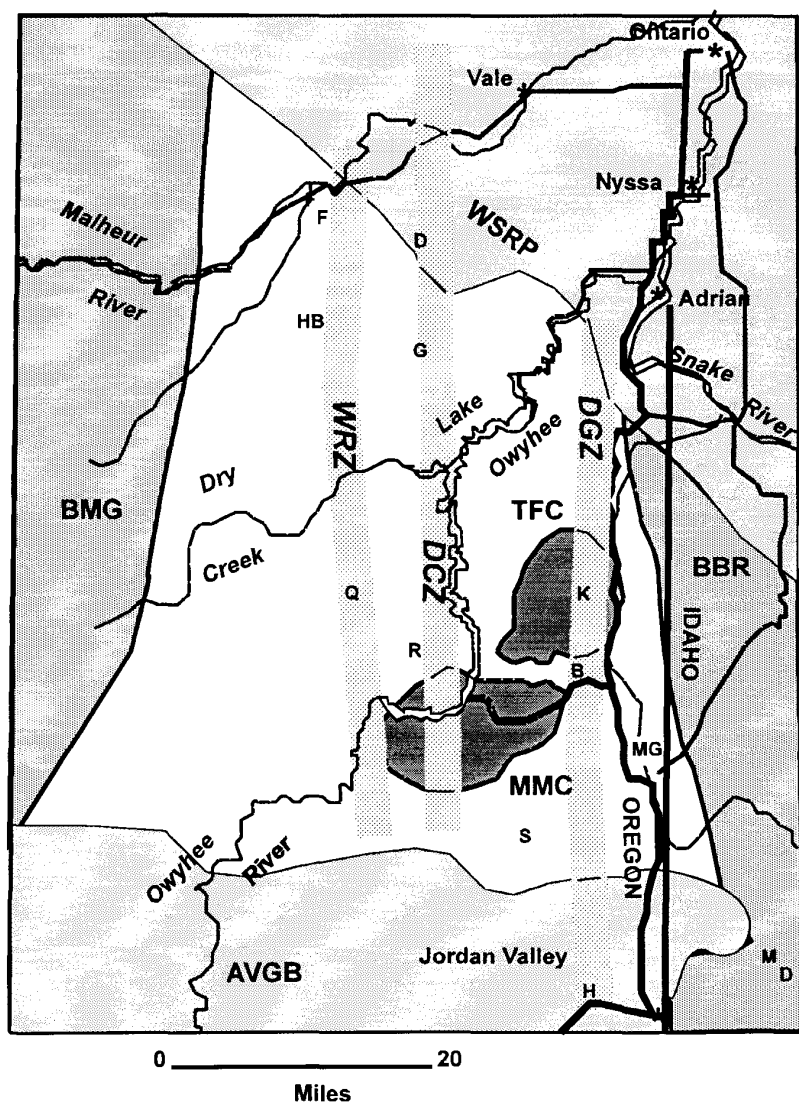 Ontario
*
Vale
*
Nyssa
*
Malheur
River
F
D
WSRP
HB
G
Adrian
*
Snake
River
WRZ
Lake
Owyhee
DGZ
Dry
Creek
BMG
TFC
DCZ
BBR
Q
K
IDAHO
R
B
MG
MMC
OREGON
S
Owyhee
River
AVGB
Jordan Valley
H
*
M
D
0 20
Miles